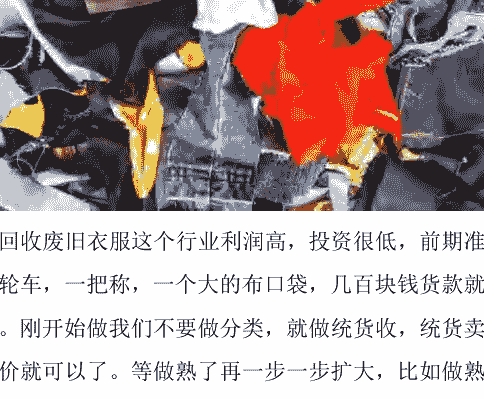 回收废旧衣服这个行业利润高，投资很低，前期准
轮车，一把称，一个大的布口袋，几百块钱货款就
。刚开始做我们不要做分类，就做统货收，统货卖
价就可以了。等做熟了再一步一步扩大，比如做熟